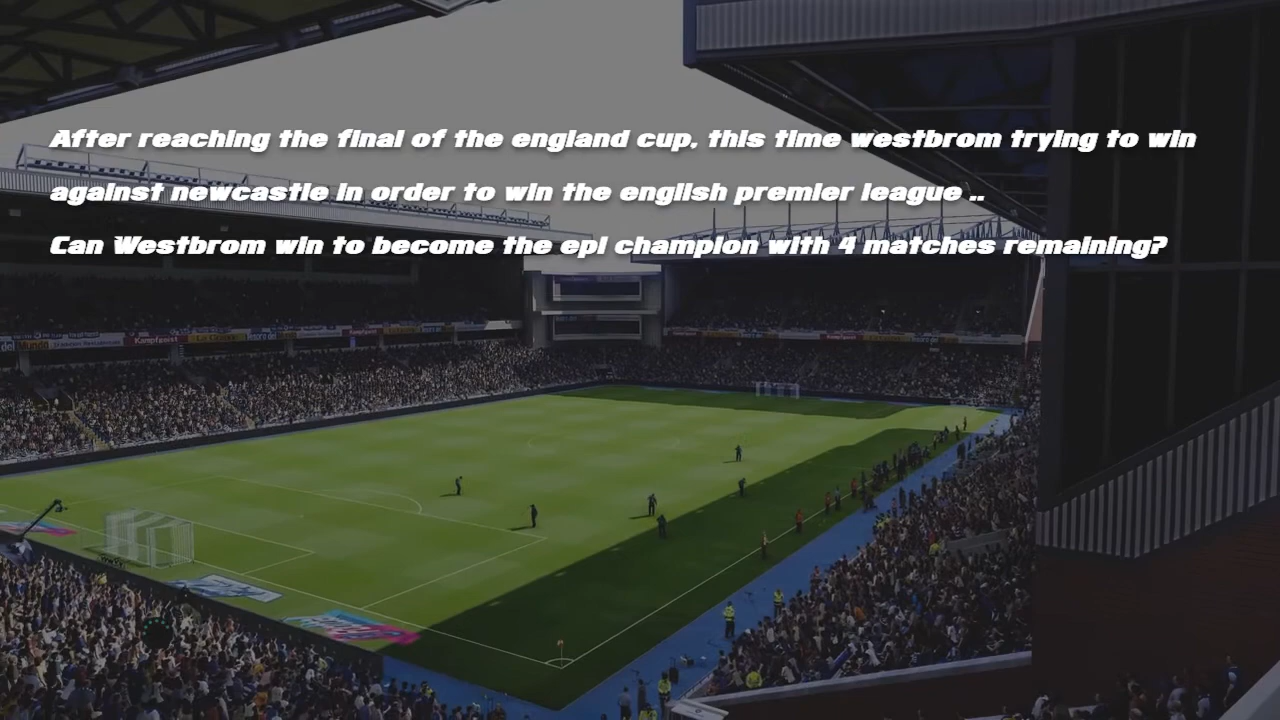 After reaching the final of the england cup, this time westbrom trying to win
against newcastle in order to win the english premier league ..
Can Westbrom win to become the epl champion with 4 matches remaining?
Kampfgeist